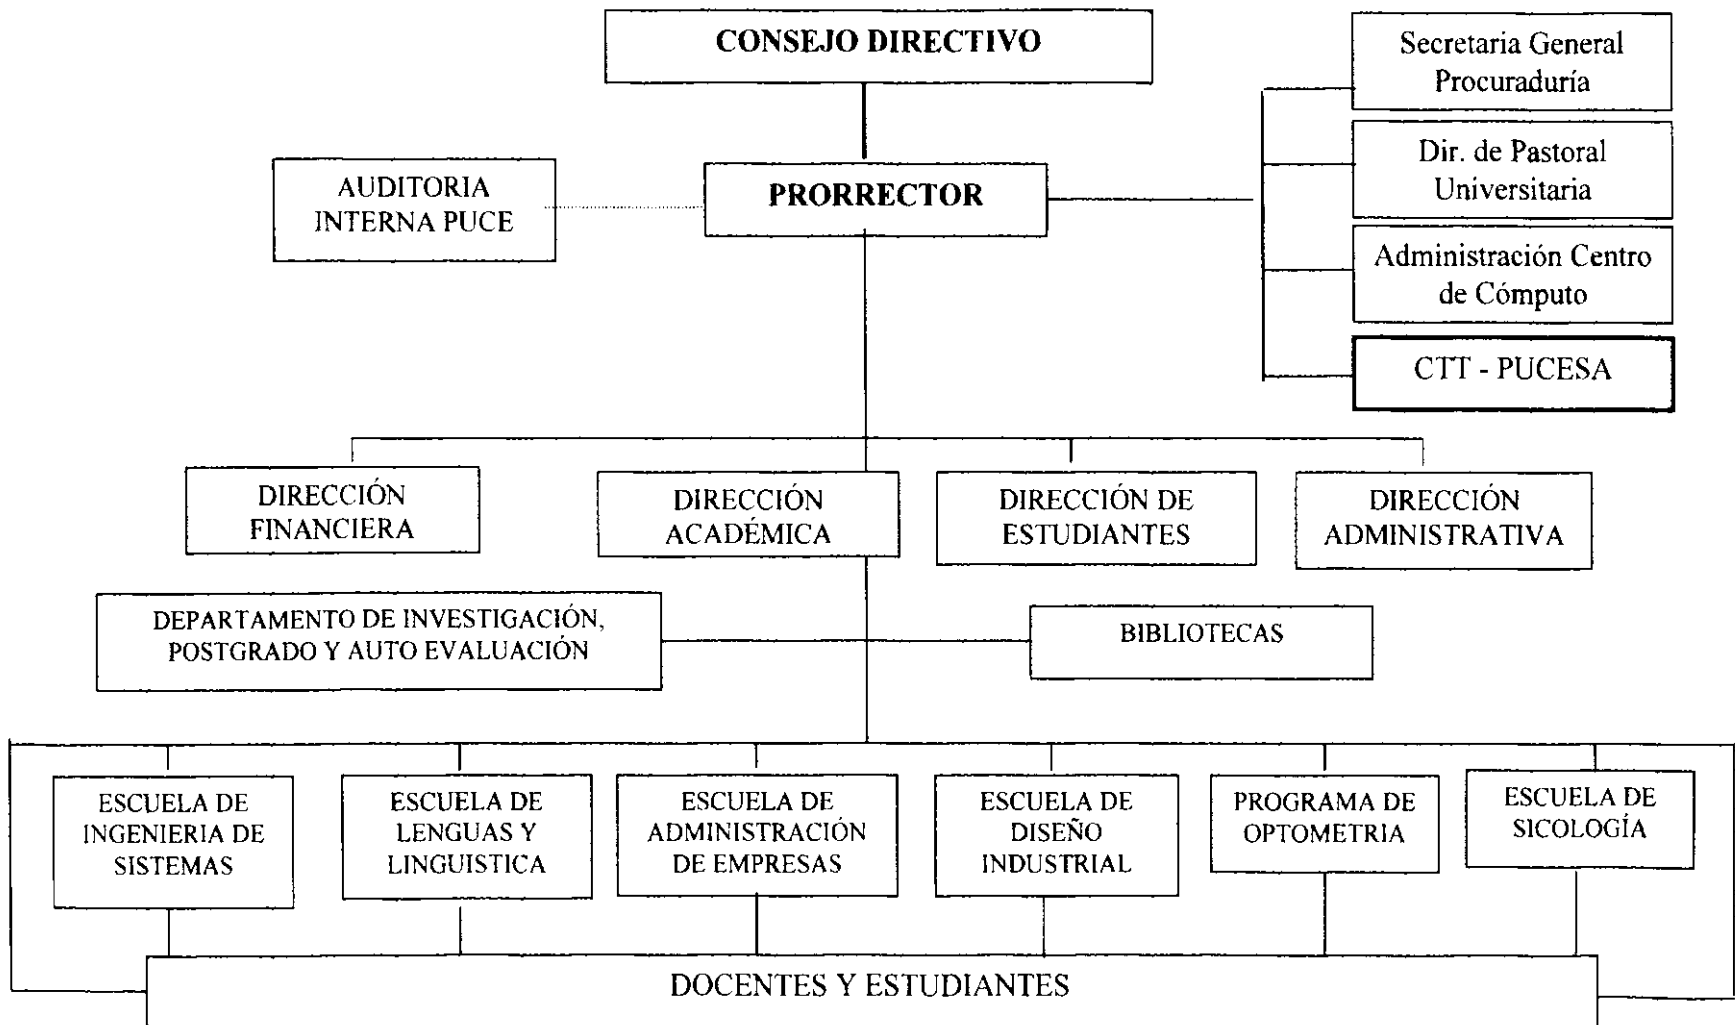 CONSEJO DIRECTIVO
Secretaria General
Procuraduría
Dir. de Pastoral
Universitaria
AUDITORIA
INTERNA PUCE
PRORRECTOR
Administración Centro
de Cómputo
CTT - PUCESA
DIRECCIÓN
FINANCIERA
DIRECCIÓN
ACADÉMICA
DIRECCIÓN DE
ESTUDIANTES
DIRECCIÓN
ADMINISTRATIVA
DEPARTAMENTO DE INVESTIGACIÓN,
POSTGRADO Y AUTO EVALUACIÓN
BIBLIOTECAS
ESCUELA DE
INGENIERIA DE
SISTEMAS
ESCUELA DE
LENGUAS Y
LINGUISTICA
ESCUELA DE
ADMINISTRACIÓN
DE EMPRESAS
ESCUELA DE
DISEÑO
INDUSTRIAL
PROGRAMA DE
OPTOMETRIA
ESCUELA DE
SICOLOGÍA
DOCENTES Y ESTUDIANTES